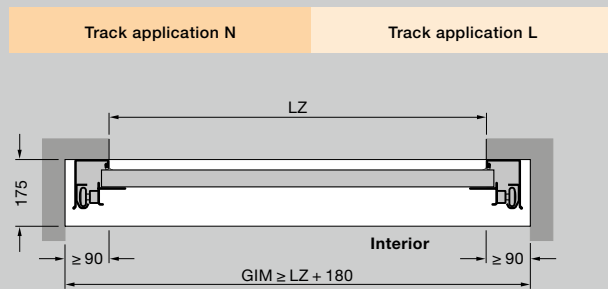 Track application N
Track application L
LZ
175
Interior
≥ 90
≥ 90
GIM ≥ LZ + 180